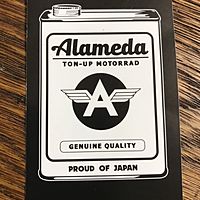 Alameda
TON-UP MOTORRAD
A
GENUINE QUALITY
PROUD OF JAPAN